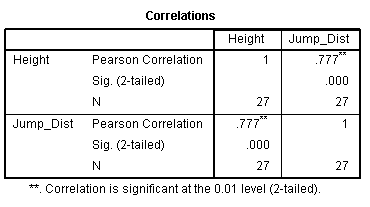 Correlations
Height Jump_Dist
Height Pearson Correlation 1 .777**
Sig. (2-tailed) .000
N 27 27
Jump_Dist Pearson Correlation .777** 1
Sig. (2-tailed) .000
N 27 27
**. Correlation is significant at the 0.01 level (2-tailed).